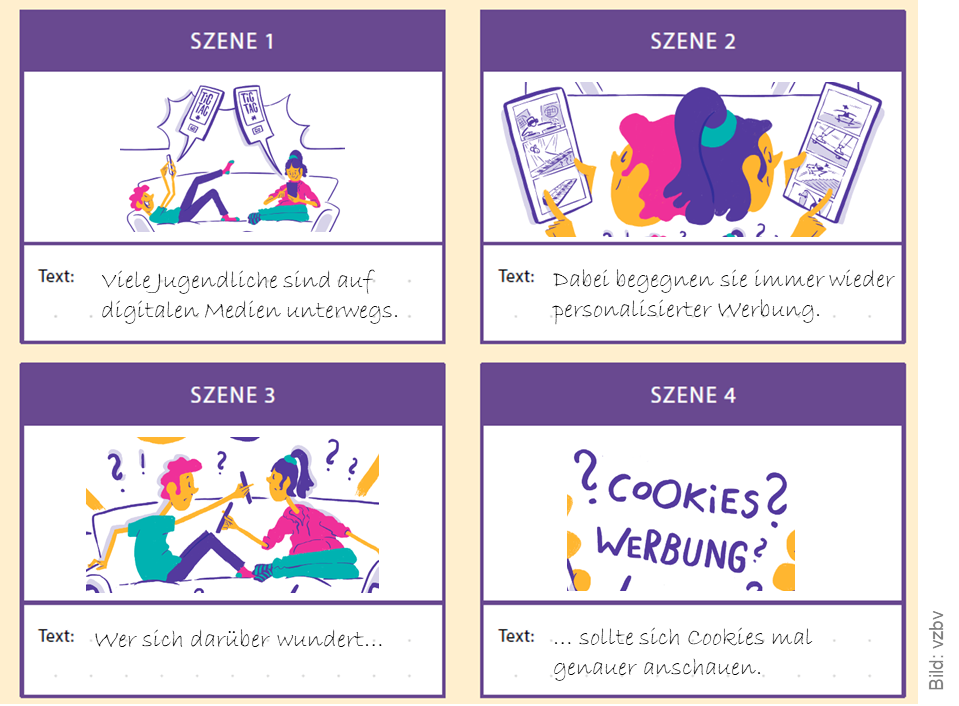 SZENE 1
TiC
TAG
TiC
TAG
Text: Viele Jugendliche sind auf
digitalen Medien unterwegs.
SZENE 2
Text: Dabei begegnen sie immer wieder
personalisierter Werbung.
SZENE 3
? ! ? ? ?
Text: Wer sich darüber wundert...
SZENE 4
? COOKiES?
WERBUNG?
Text: ... sollte sich Cookies mal
genauer anschauen.
Bild: vzbv